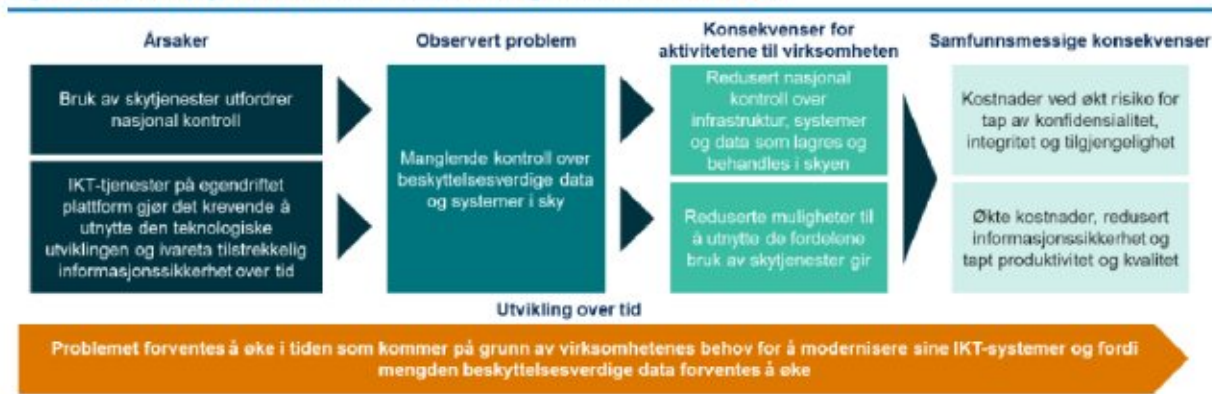 Årsaker
Observert problem
Konsekvenser for
aktivitetene til virksomheten
Samfunnsmessige konsekvenser
Bruk av skytjenester utfordrer
nasjonal kontroll
IKT-tjenester på egendriftet
plattform gjør det krevende å
utnytte den teknologiske
utviklingen og ivareta tilstrekkelig
informasjonssikkerhet over tid
Manglende kontroll over
beskyttelsesverdige data
og systemer i sky
Redusert nasjonal
kontroll over
infrastruktur, systemer
og data som lagres og
behandles i skyen
Reduserte muligheter til
å utnytte de fordelene
bruk av skytjenester gir
Kostnader ved økt risiko for
tap av konfidensialitet,
integritet og tilgjengelighet
Økte kostnader, redusert
informasjonssikkerhet og
tapt produktivitet og kvalitet
Utvikling over tid
Problemet forventes å øke i tiden som kommer på grunn av virksomhetenes behov for å modernisere sine IKT-systemer og fordi
mengden beskyttelsesverdige data forventes å øke